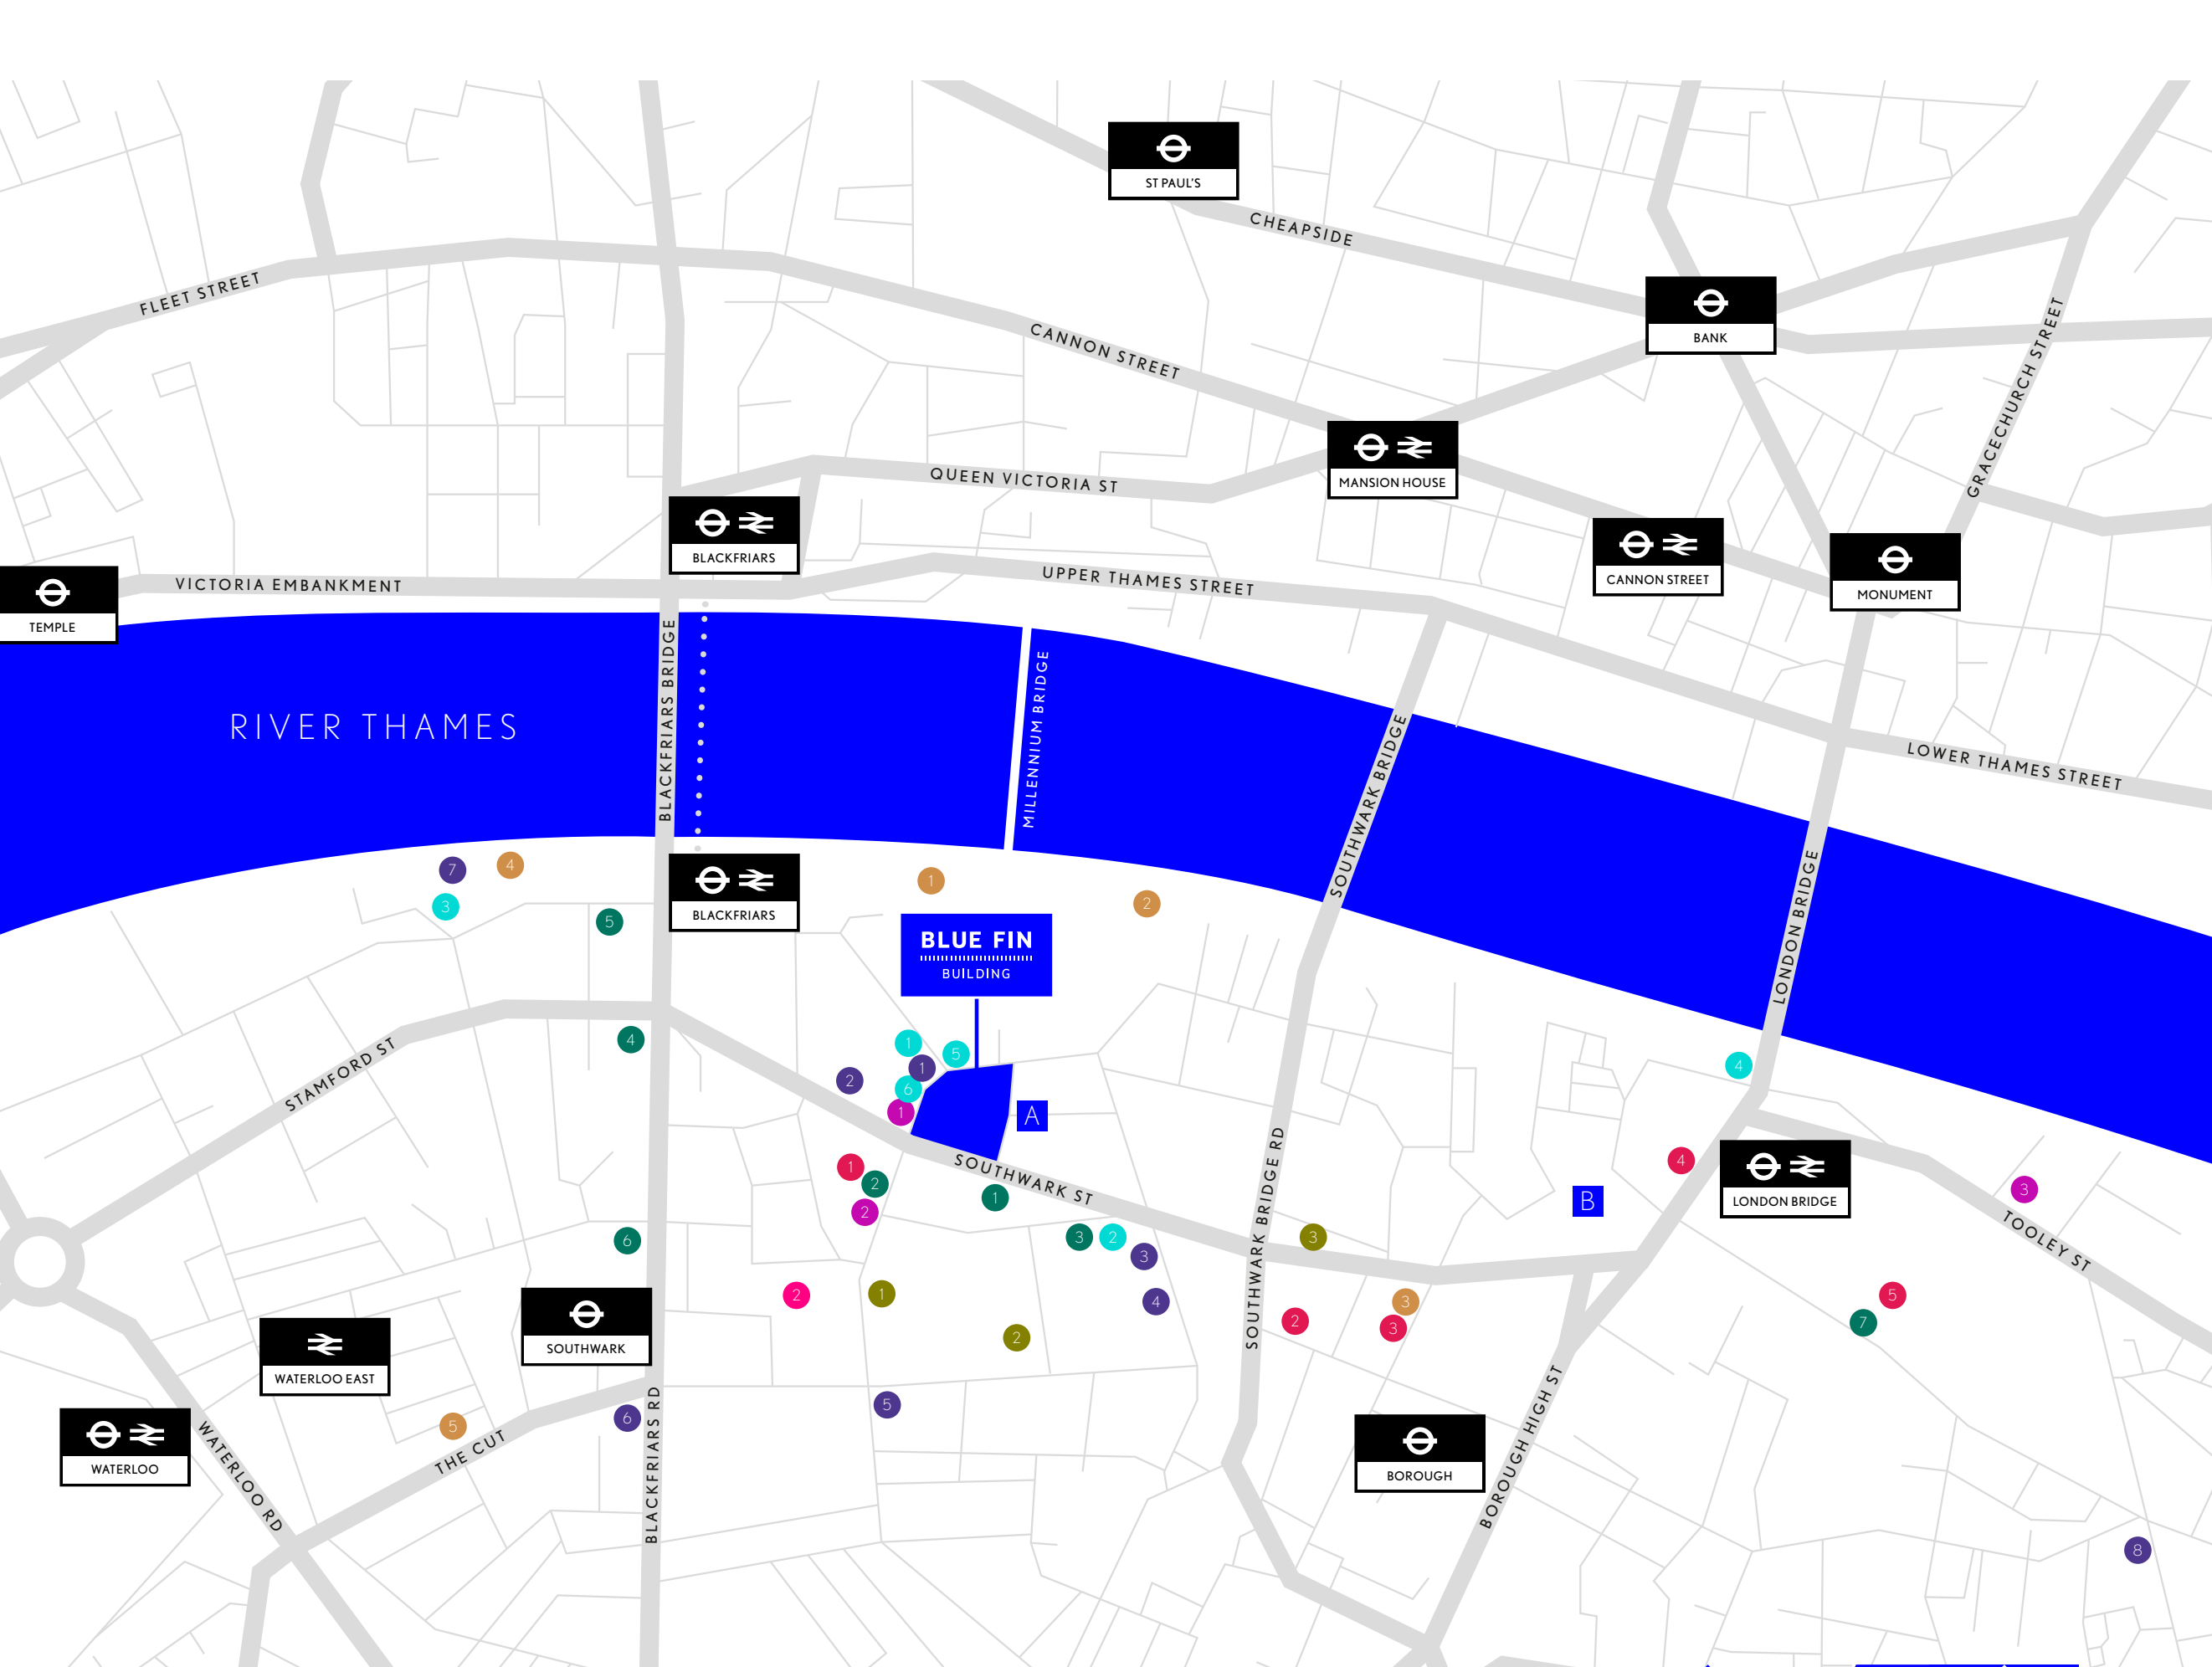 ST PAUL'S
CHEAPSIDE
FLEET STREET
BANK
CANNON STREET
GRACECHURCH STREET
MANSION HOUSE
QUEEN VICTORIA ST
BLACKFRIARS
CANNON STREET
MONUMENT
VICTORIA EMBANKMENT
UPPER THAMES STREET
TEMPLE
BLACKFRIARS BRIDGE
MILLENNIUM BRIDGE
RIVER THAMES
SOUTHWARK BRIDGE
LOWER THAMES STREET
LONDON BRIDGE
7
4
3
5
BLACKFRIARS
1
2
BLUE FIN
BUILDING
4
STAMFORD ST
1
5
1
2
6
1
A
4
SOUTHWARK ST
1
2
2
1
4
LONDON BRIDGE
3
B
SOUTHWARK BRIDGE RD
TOOLEY ST
6
3
2
3
3
2
1
4
3
5
2
3
7
SOUTHWARK
2
WATERLOO EAST
5
6
5
BLACKFRIARS RD
BOROUGH HIGH ST
WATERLOO
WATERLOO RD
THE CUT
BOROUGH
8